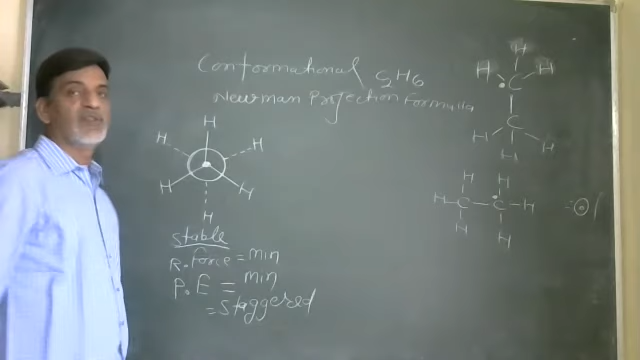 Conformational C₂H6
Newman Projection Formula
H
H H
H H
H
stable
R.Force = min
P.E = min
= Staggered
H
H C H
C
H H
H
H H
H-C-C-H
H H